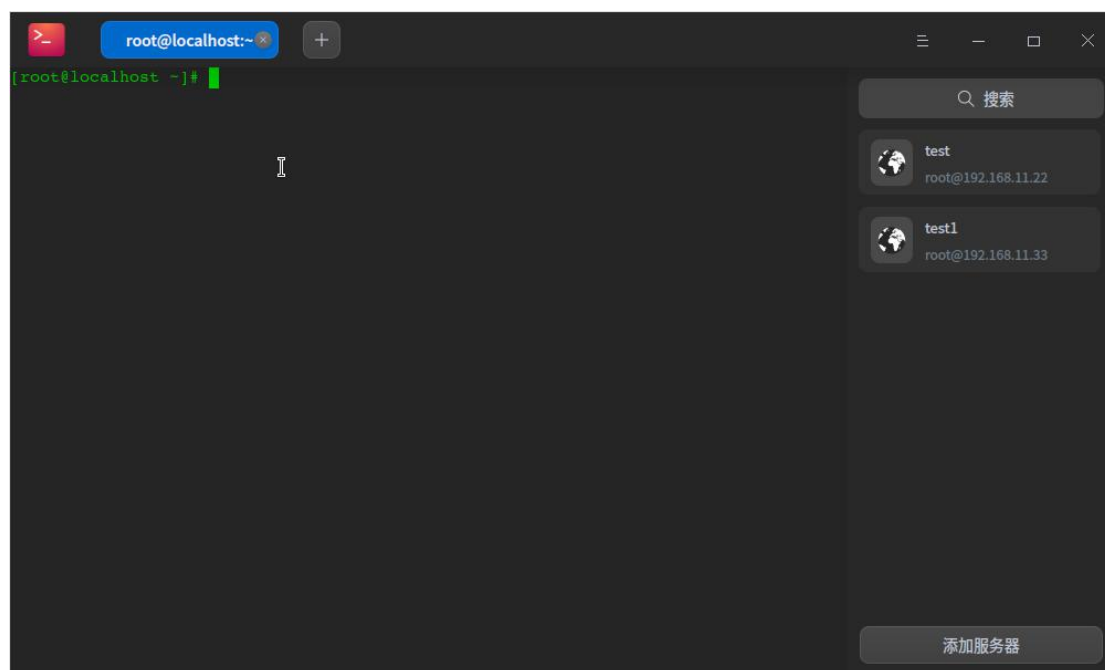 >_
root@localhost:~
[root@localhost ~]#
搜索
test
root@192.168.11.22
test1
root@192.168.11.33
添加服务器